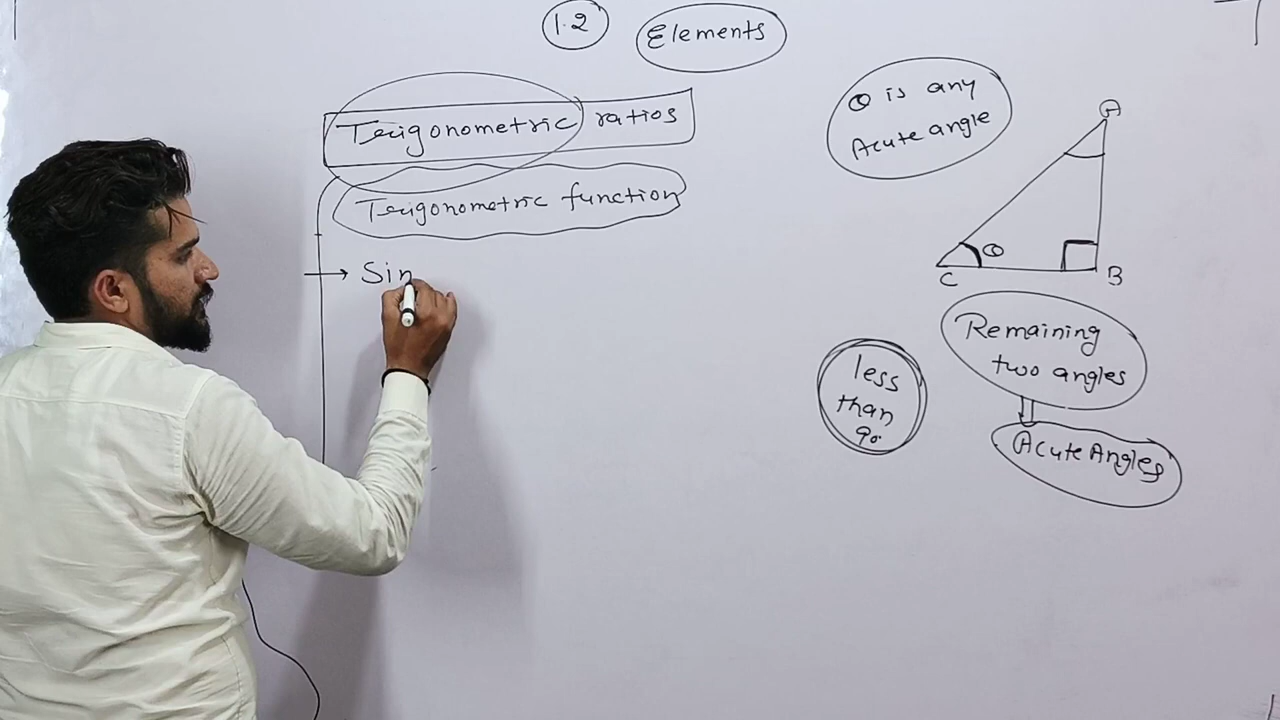 1.2
Elements
Trigonometric ratios
Trigonometric function
→ Sin
θ is any
Acute angle
A
θ
C
B
Remaining
two angles
less
than
90
Acute Angles